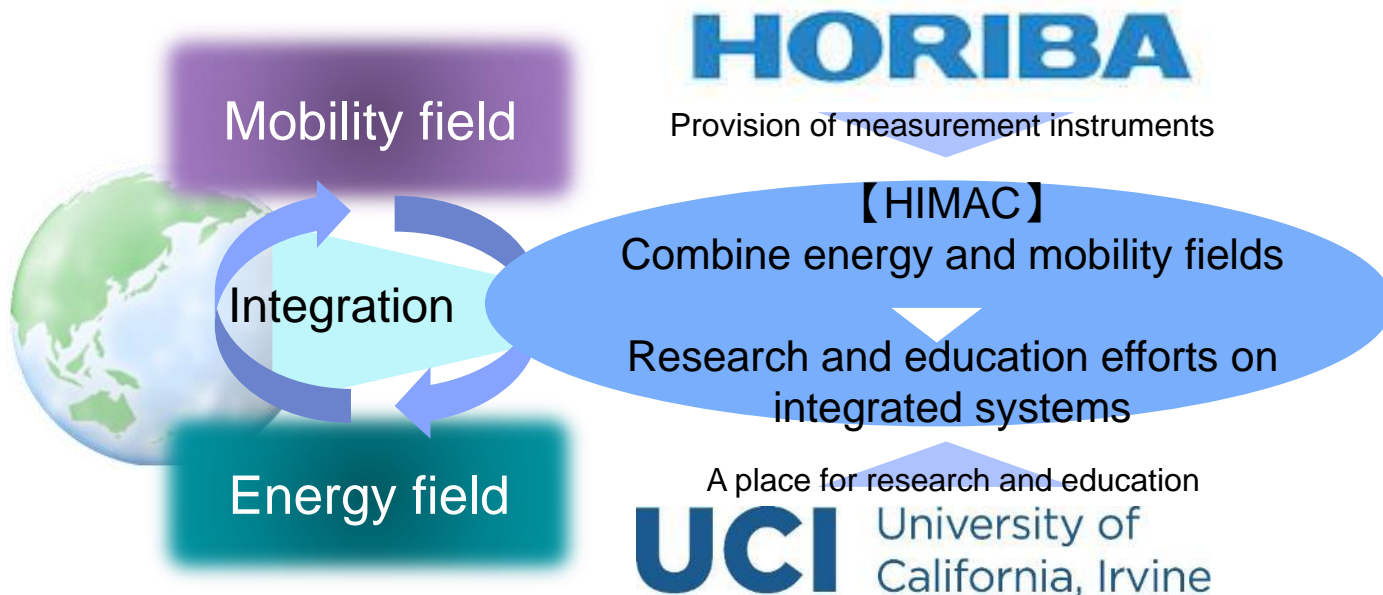 Mobility field
Integration
Energy field
HORIBA
Provision of measurement instruments
【HIMAC】
Combine energy and mobility fields
Research and education efforts on
integrated systems
A place for research and education
UCI
University of
California, Irvine